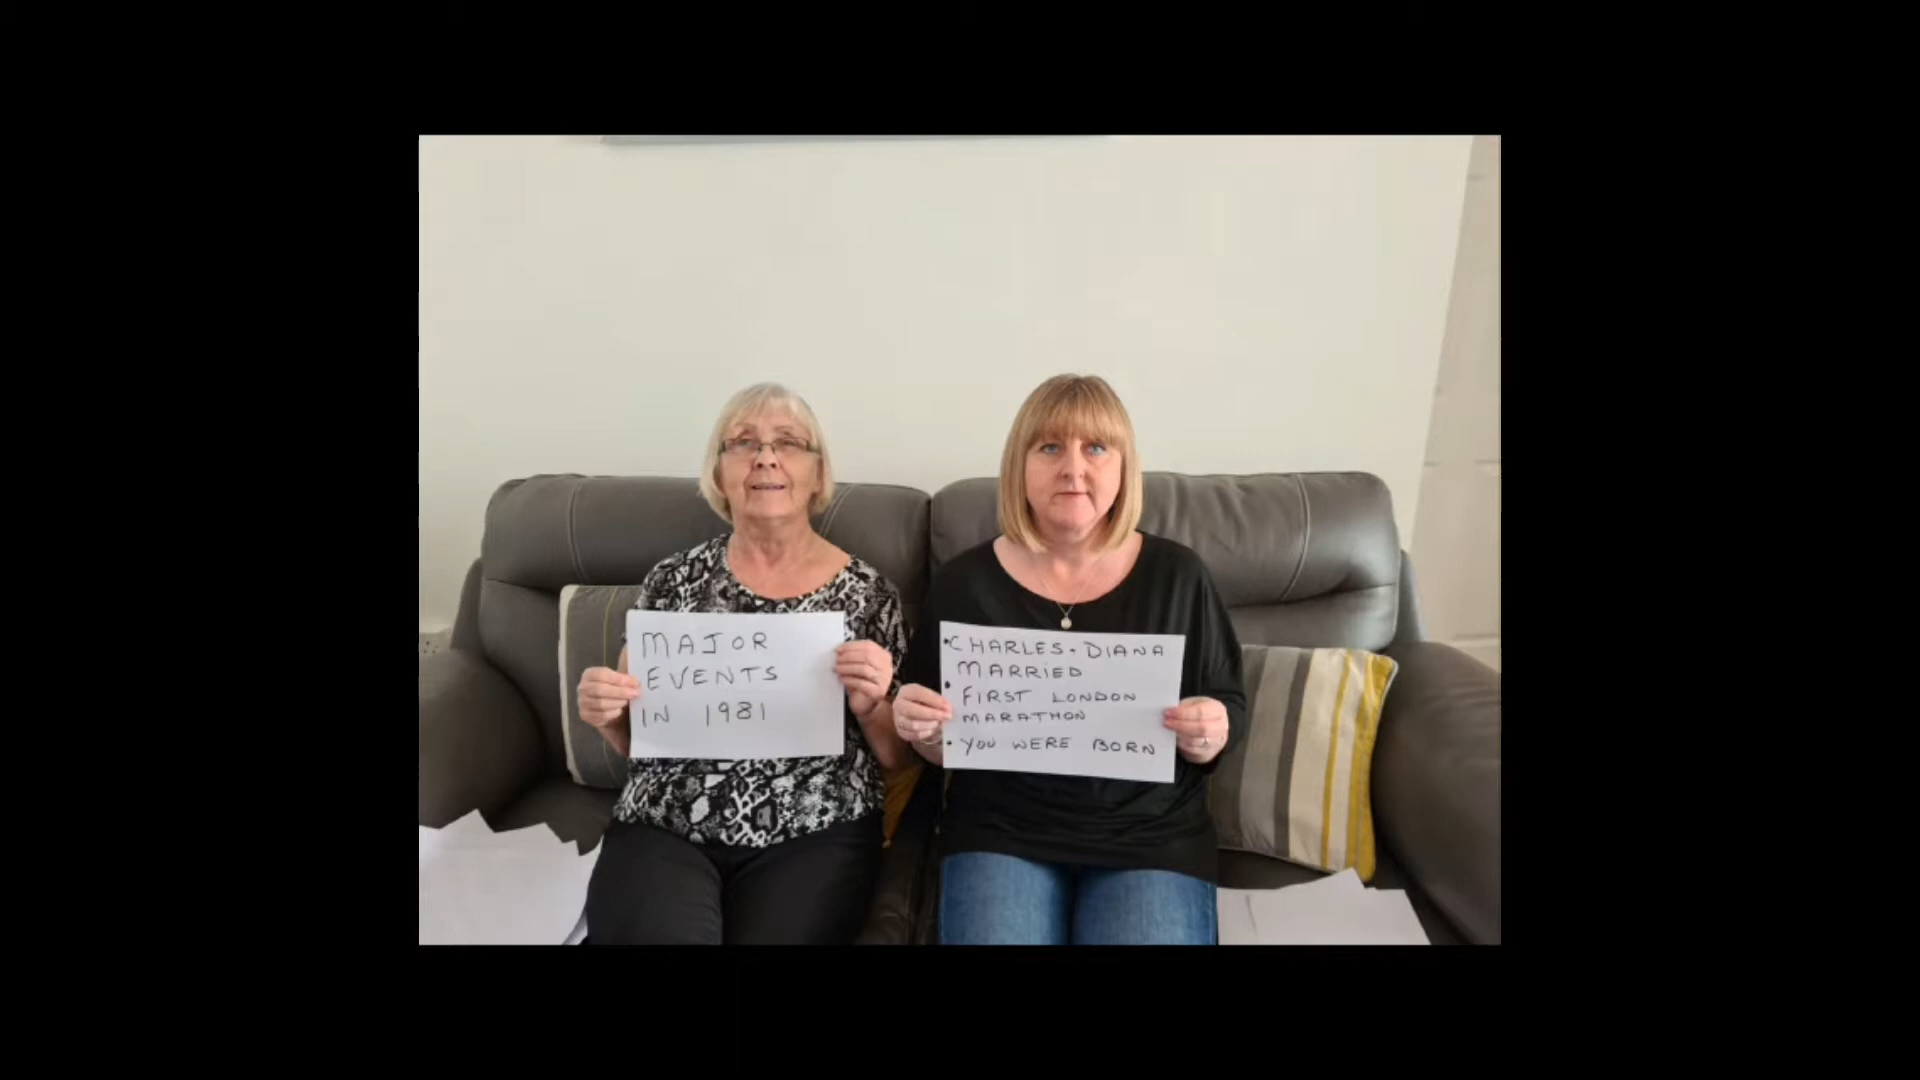 MAJOR
EVENTS
IN 1981
• CHARLES + DIANA
MARRIED
• FIRST LONDON
MARATHON
• YOU WERE BORN